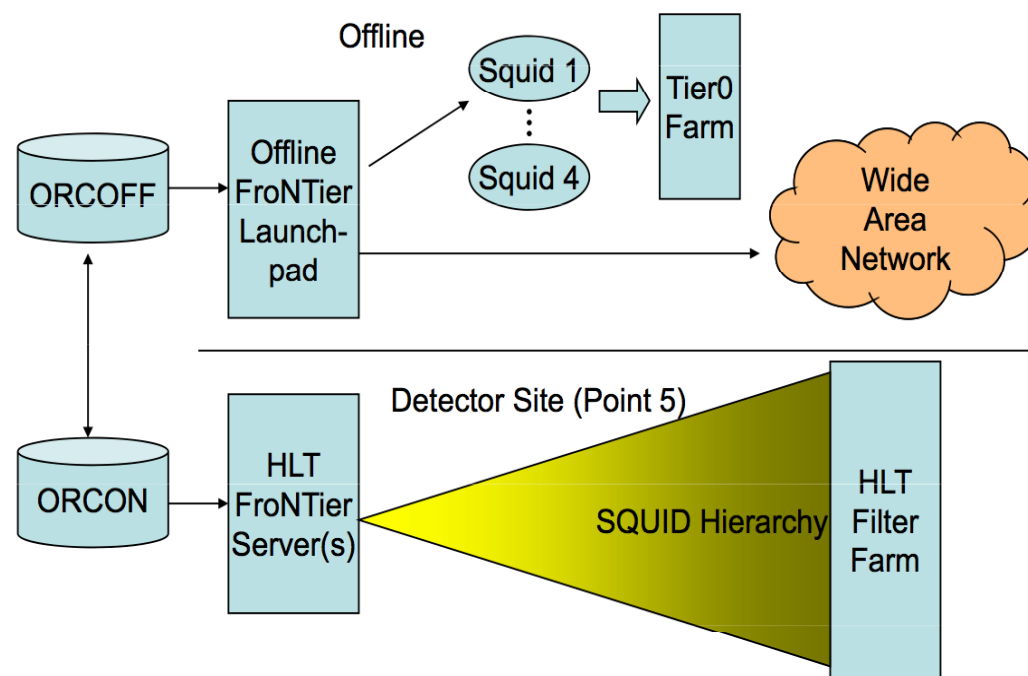 Offline
Squid 1
Squid 4
Tier0
Farm
ORCOFF
Offline
FroNTier
Launch-
pad
Wide
Area
Network
Detector Site (Point 5)
ORCON
HLT
FroNTier
Server(s)
SQUID Hierarchy
HLT
Filter
Farm